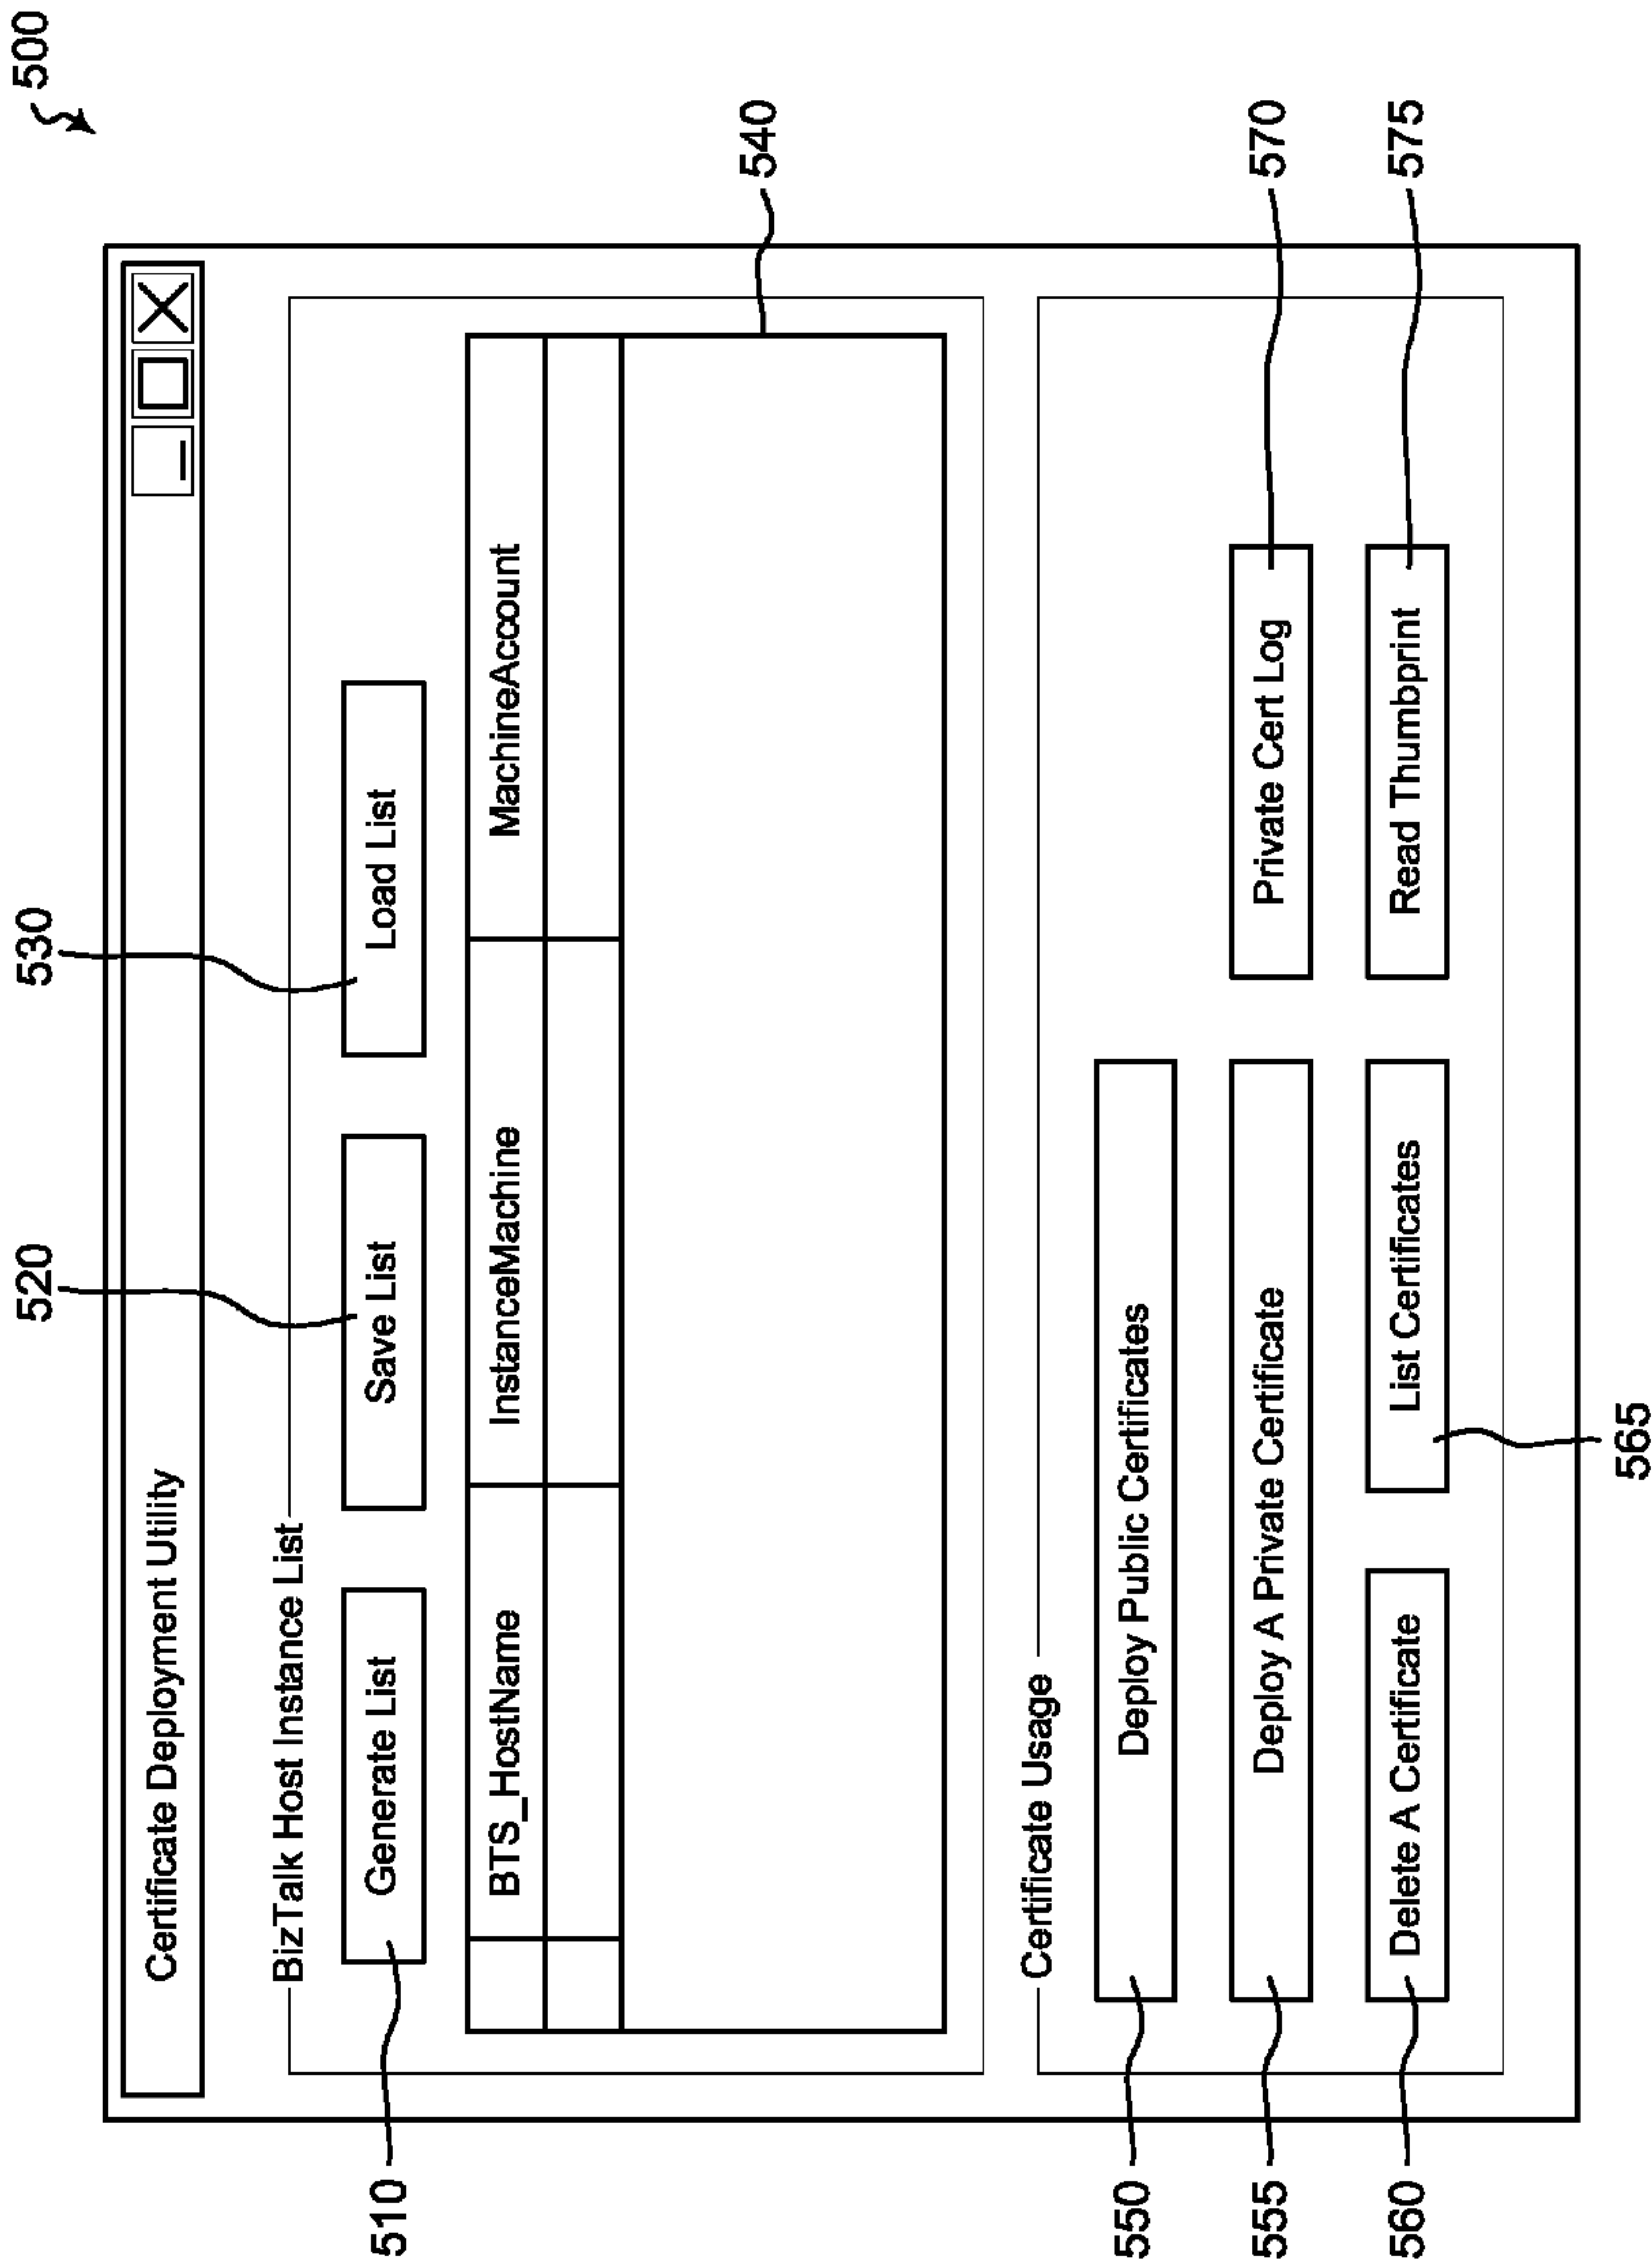 500
530
520
Certificate Deployment Utility
BizTalk Host Instance List
510
Generate List
Save List
Load List
BTS_HostName
InstanceMachine
MachineAccount
540
Certificate Usage
550
Deploy Public Certificates
555
Deploy A Private Certificate
Private Cert Log
570
560
Delete A Certificate
List Certificates
Read Thumbprint
575
565